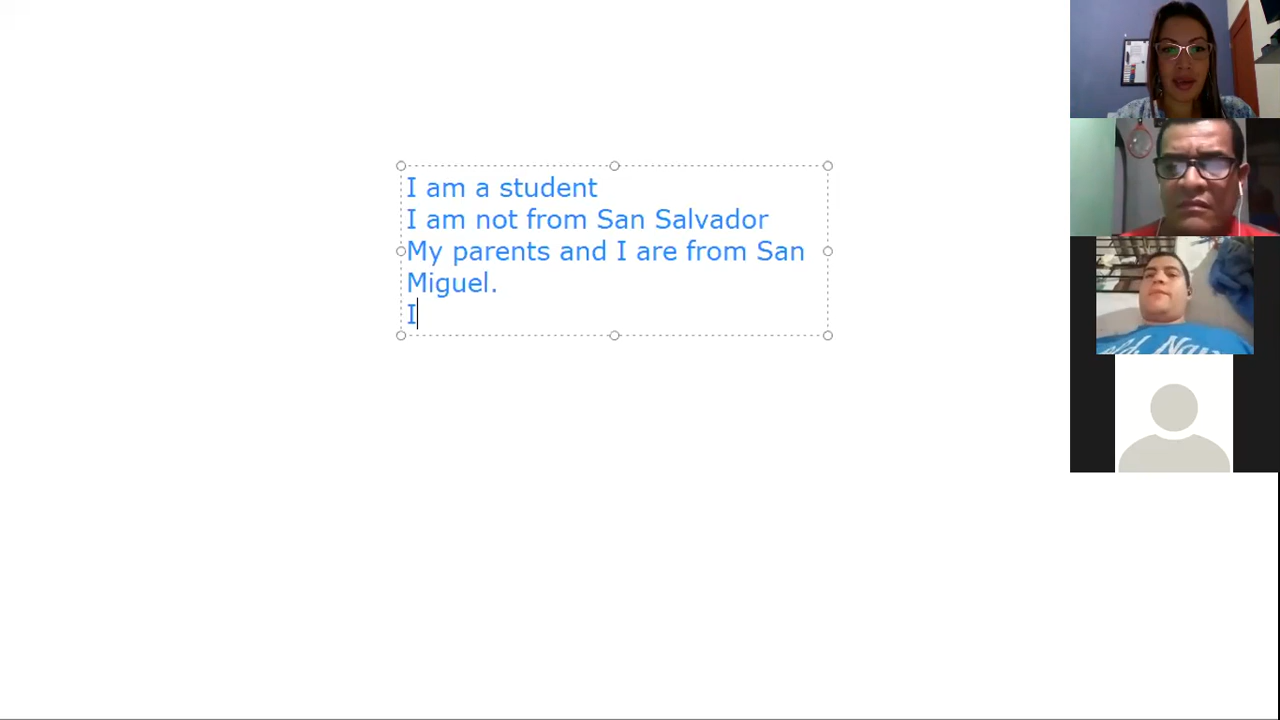 I am a student
I am not from San Salvador
My parents and I are from San
Miguel.
I